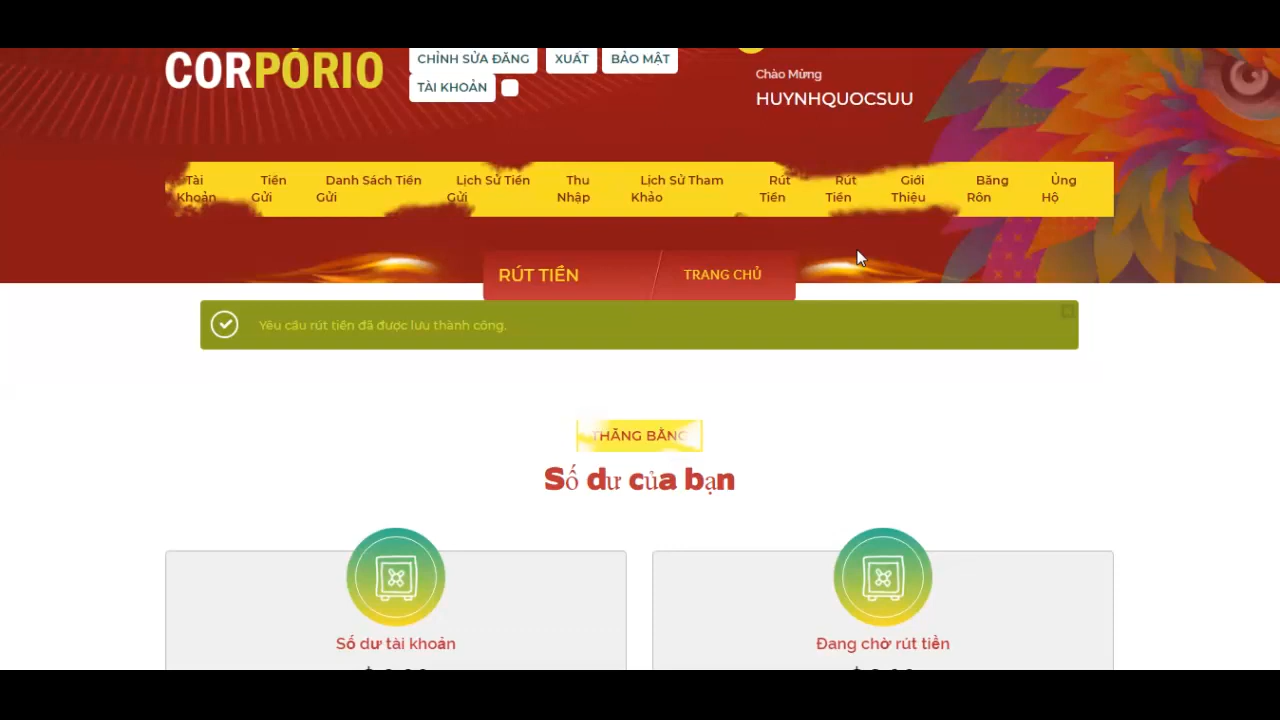 CORPÒRIO
CHỈNH SỬA ĐĂNG
XUẤT
BẢO MẬT
TÀI KHOẢN
Chào Mừng
HUYNHQUOCSUU
Tài Khoản
Tiền Gửi
Danh Sách Tiền Gửi
Lịch Sử Tiền Gửi
Thu Nhập
Lịch Sử Tham Khảo
Rút Tiền
Rút Tiền
Giới Thiệu
Băng Rôn
Ủng Hộ
RÚT TIỀN
TRANG CHỦ
Yêu cầu rút tiền đã được lưu thành công.
THĂNG BẰNG
Số dư của bạn
Số dư tài khoản
Đang chờ rút tiền